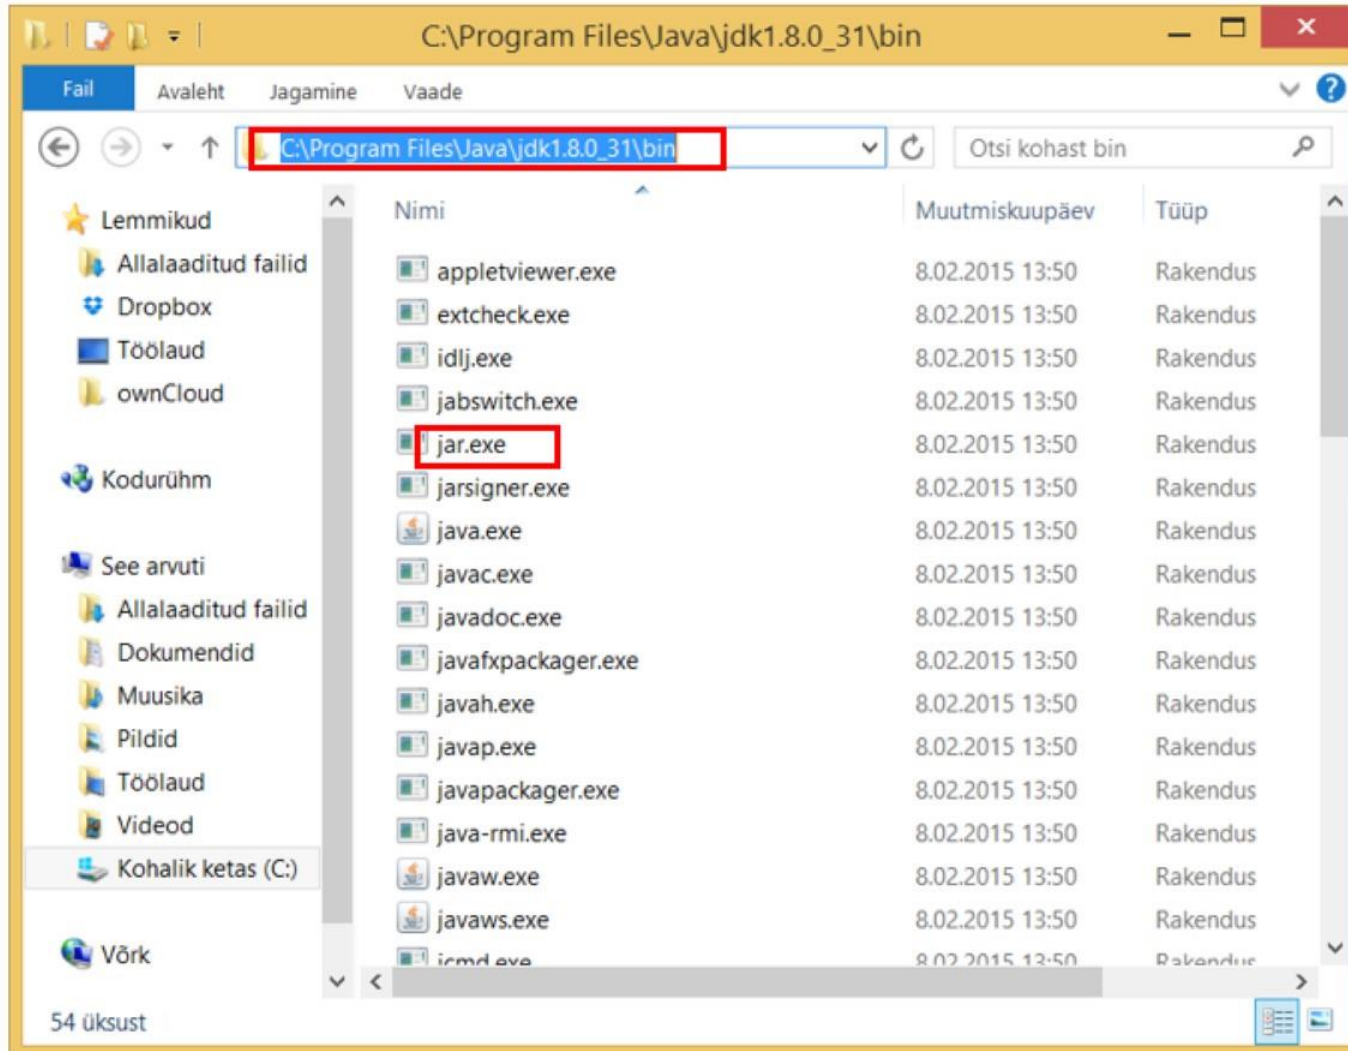 C:\Program Files\Java\jdk1.8.0_31\bin
Fail Avaleht Jagamine Vaade
C:\Program Files\Java\jdk1.8.0_31\bin Otsi kohast bin
Nimi Muutmiskuupäev Tüüp
Lemmikud
Allalaaditud failid
Dropbox
Töölaud
ownCloud
Kodurühm
See arvuti
Allalaaditud failid
Dokumendid
Muusika
Pildid
Töölaud
Videod
Kohalik ketas (C:)
Võrk
appletviewer.exe 8.02.2015 13:50 Rakendus
extcheck.exe 8.02.2015 13:50 Rakendus
idlj.exe 8.02.2015 13:50 Rakendus
jabswitch.exe 8.02.2015 13:50 Rakendus
jar.exe 8.02.2015 13:50 Rakendus
jarsigner.exe 8.02.2015 13:50 Rakendus
java.exe 8.02.2015 13:50 Rakendus
javac.exe 8.02.2015 13:50 Rakendus
javadoc.exe 8.02.2015 13:50 Rakendus
javafxpackager.exe 8.02.2015 13:50 Rakendus
javah.exe 8.02.2015 13:50 Rakendus
javap.exe 8.02.2015 13:50 Rakendus
javapackager.exe 8.02.2015 13:50 Rakendus
java-rmi.exe 8.02.2015 13:50 Rakendus
javaw.exe 8.02.2015 13:50 Rakendus
javaws.exe 8.02.2015 13:50 Rakendus
jcmd.exe 8.02.2015 13:50 Rakendus
54 üksust